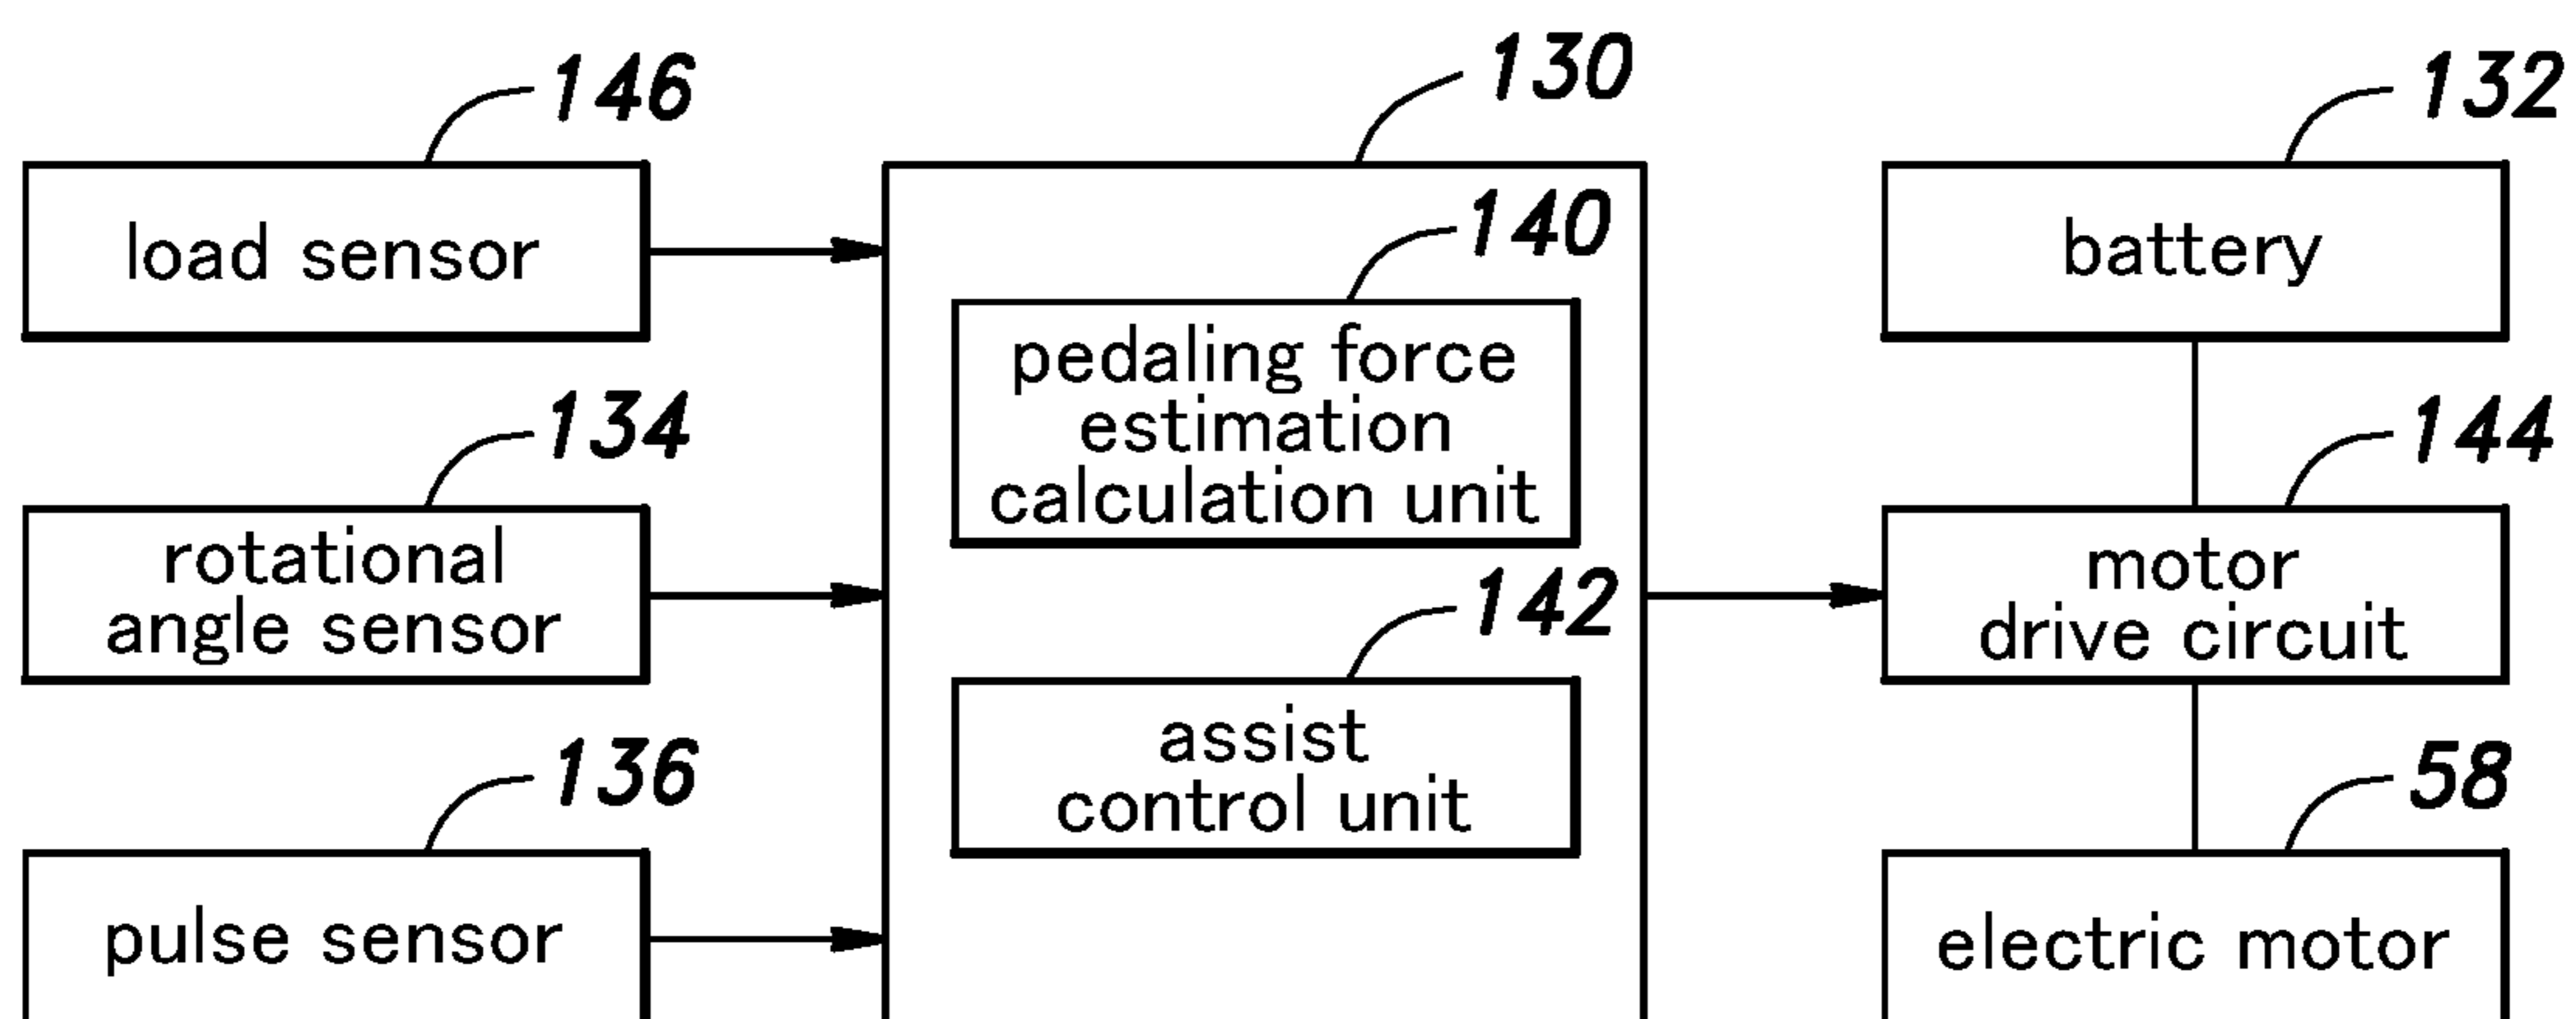 146
load sensor
134
rotational
angle sensor
136
pulse sensor
130
140
pedaling force
estimation
calculation unit
142
assist
control unit
132
battery
144
motor
drive circuit
58
electric motor